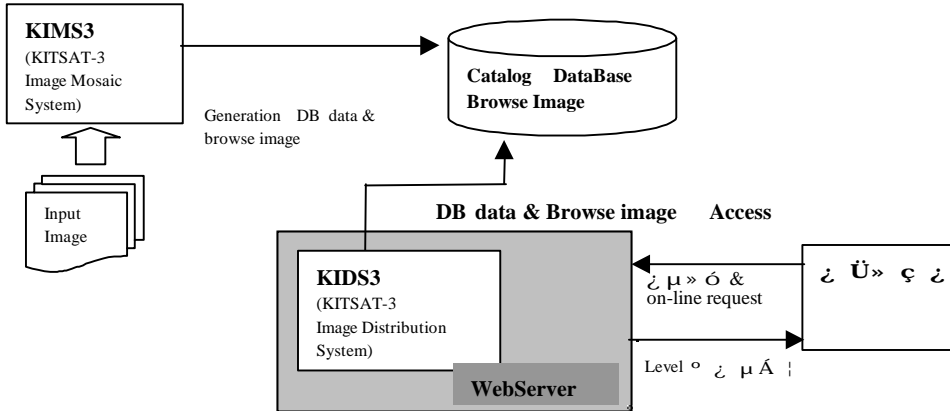 KIMS3
(KITSAT-3
Image Mosaic
System)
Generation DB data &
browse image
Catalog DataBase
Browse Image
Input
Image
DB data & Browse image Access
KIDS3
(KITSAT-3
Image Distribution
System)
WebServer
¿ µ » ó &
on-line request
¿ Ü» ç ¿
Level º ¿ µ Á ¦